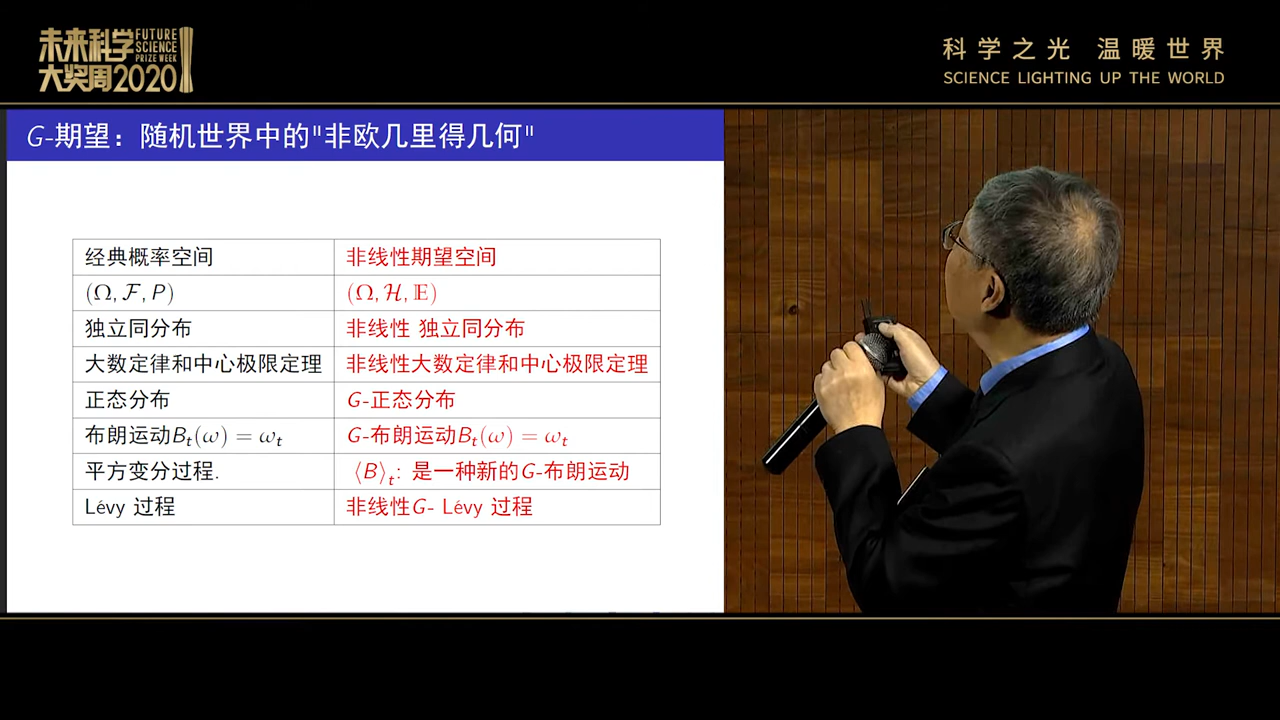 未来科学 FUTURE SCIENCE PRIZE WEEK
大奖周2020
科学之光 温暖世界
SCIENCE LIGHTING UP THE WORLD
G-期望：随机世界中的"非欧几里得几何"
经典概率空间 非线性期望空间
(Ω, ℱ, P) (Ω, ℋ, 𝔼)
独立同分布 非线性 独立同分布
大数定律和中心极限定理 非线性大数定律和中心极限定理
正态分布 G-正态分布
布朗运动Bₜ(ω) = ωₜ G-布朗运动Bₜ(ω) = ωₜ
平方变分过程. ⟨B⟩ₜ: 是一种新的G-布朗运动
Lévy 过程 非线性G- Lévy 过程